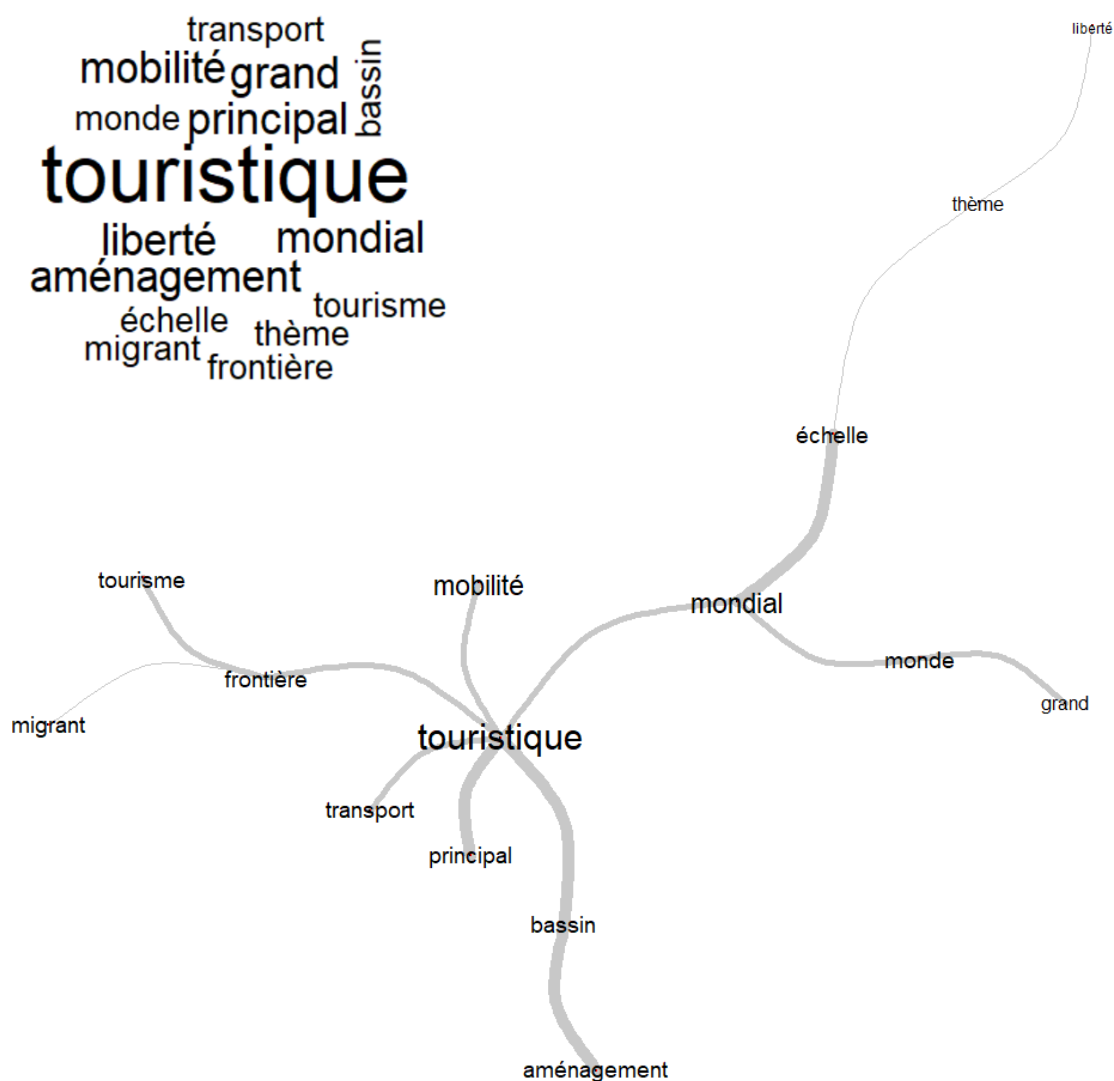 transport
mobilité grand bassin
monde principal
touristique
liberté mondial
aménagement
tourisme
échelle
thème
migrant
frontière
liberté
thème
échelle
tourisme
mobilité
mondial
monde
frontière
grand
migrant
touristique
transport
principal
bassin
aménagement